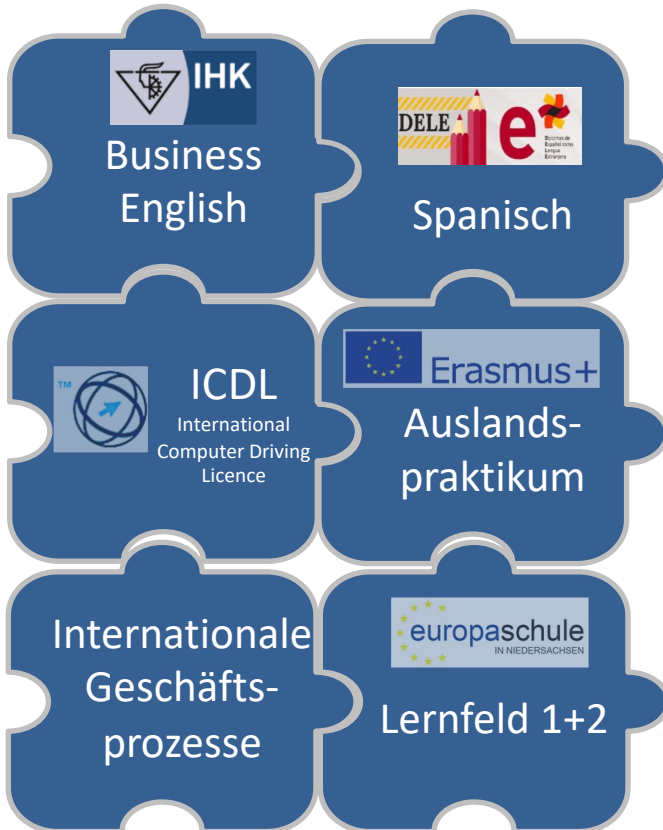 IHK
Business
English
DELE
e
Diplomas de
Español como
Lengua
Extranjera
Spanisch
TM
ICDL
International
Computer Driving
Licence
Erasmus+
Auslands-
praktikum
Internationale
Geschäfts-
prozesse
europaschule
IN NIEDERSACHSEN
Lernfeld 1+2